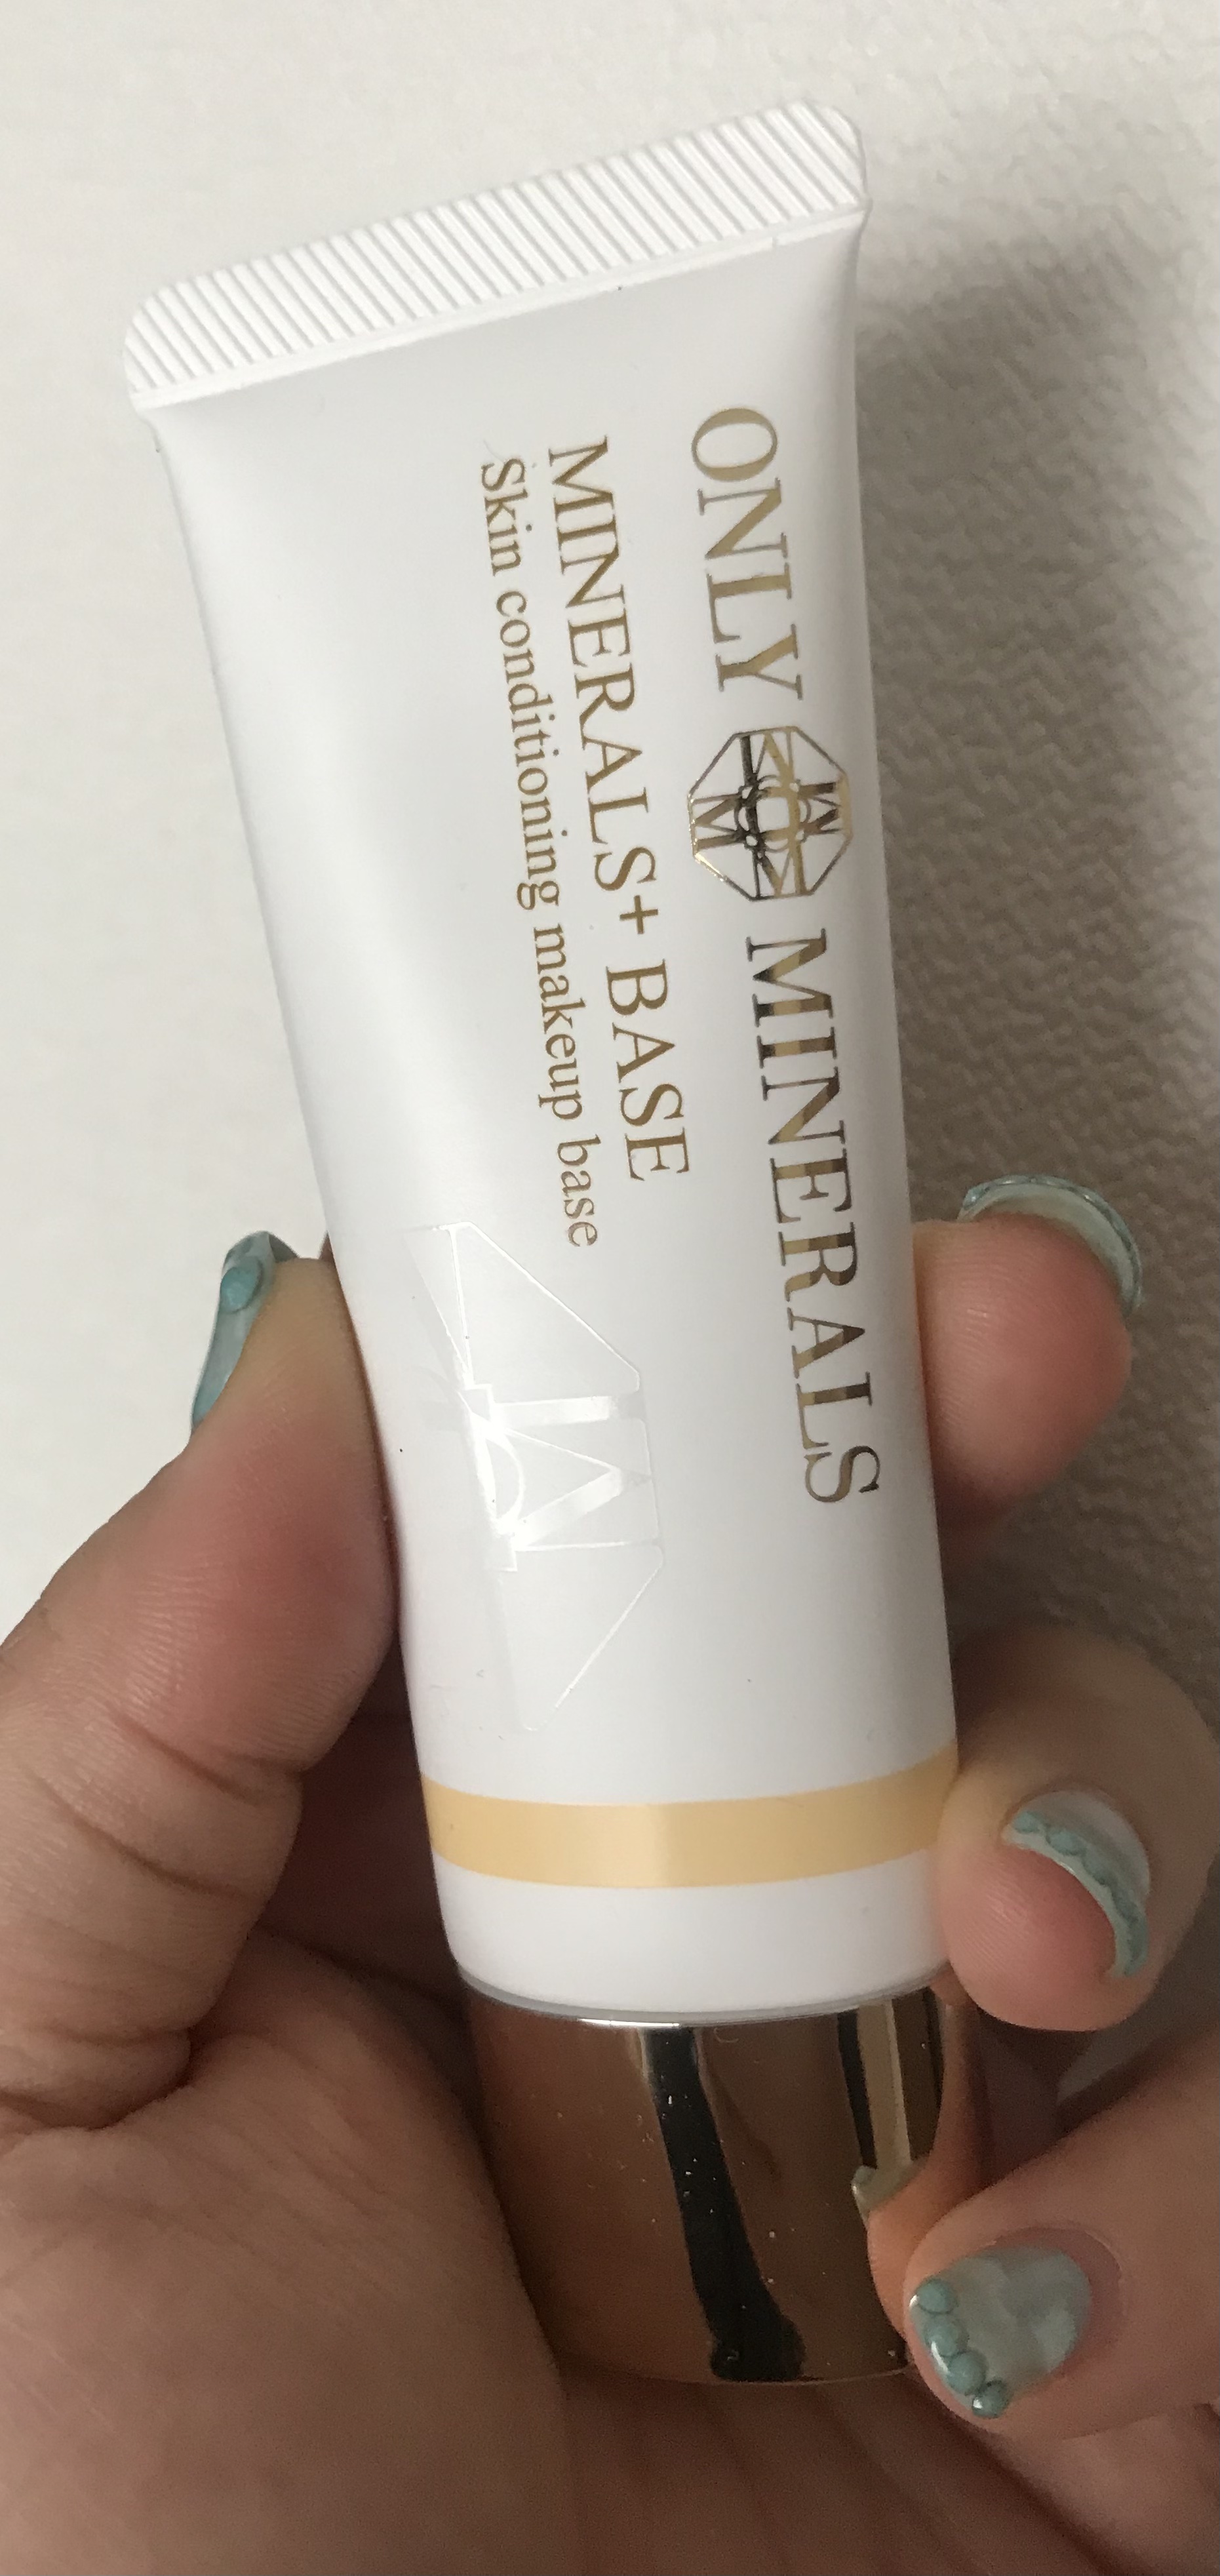 ONLY MINERALS
MINERALS+ BASE
Skin conditioning makeup base